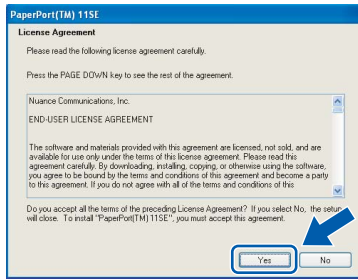 PaperPort(TM) 11SE
License Agreement
Please read the following license agreement carefully.
Press the PAGE DOWN key to see the rest of the agreement.
Nuance Communications, Inc.
END-USER LICENSE AGREEMENT
The software and materials provided with this agreement are licensed, not sold, and are
available for use only under the terms of this license agreement. Please read this
agreement carefully. By downloading, installing, copying, or otherwise using the software,
you agree to be bound by the terms and conditions of this agreement and become a party
to this agreement. If you do not agree with all of the terms and conditions of this
Do you accept all the terms of the preceding License Agreement? If you select No, the setup
will close. To install "PaperPort(TM) 11SE", you must accept this agreement.
Yes
No